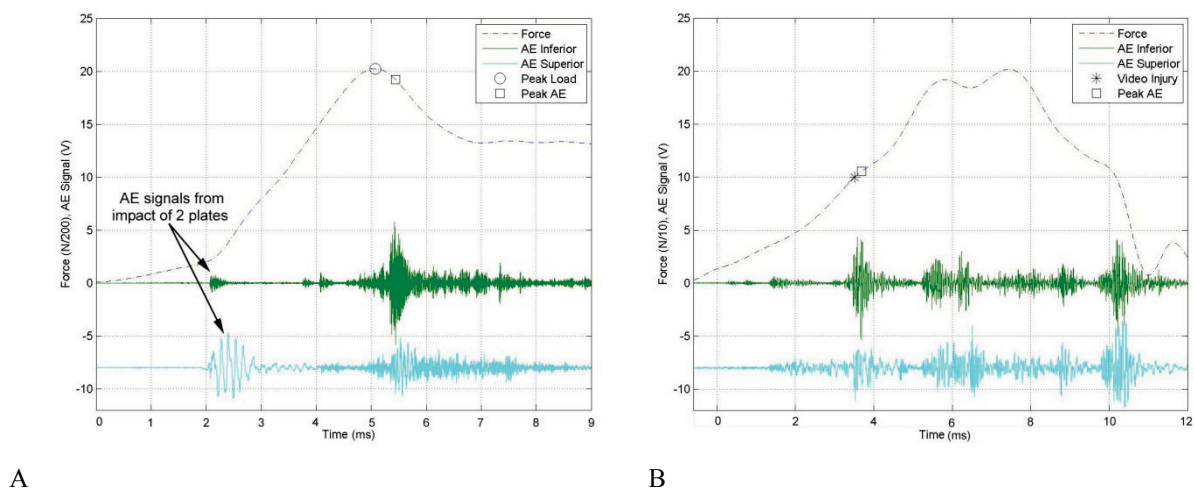 25
20
15
10
5
0
-5
-10
Force (N/200), AE Signal (V)
0 1 2 3 4 5 6 7 8 9
Time (ms)
Force
AE Inferior
AE Superior
Peak Load
Peak AE
AE signals from
impact of 2 plates
A
25
20
15
10
5
0
-5
-10
Force (N/10), AE Signal (V)
0 2 4 6 8 10 12
Time (ms)
Force
AE Inferior
AE Superior
Video Injury
Peak AE
B